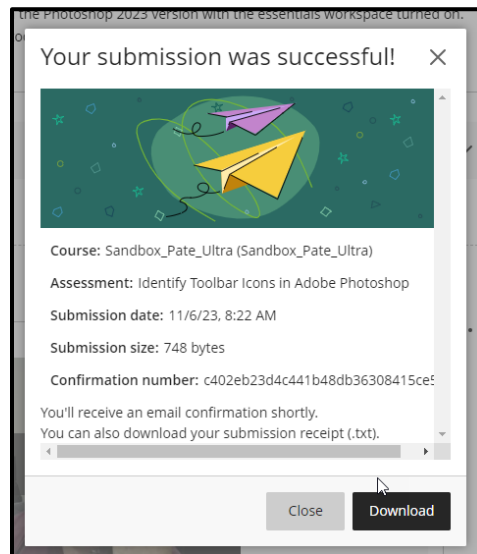 the Photoshop 2023 version with the essentials workspace turned on.
Your submission was successful!
Course: Sandbox_Pate_Ultra (Sandbox_Pate_Ultra)
Assessment: Identify Toolbar Icons in Adobe Photoshop
Submission date: 11/6/23, 8:22 AM
Submission size: 748 bytes
Confirmation number: c402eb23d4c441b48db36308415ce5
You'll receive an email confirmation shortly.
You can also download your submission receipt (.txt).
Close
Download